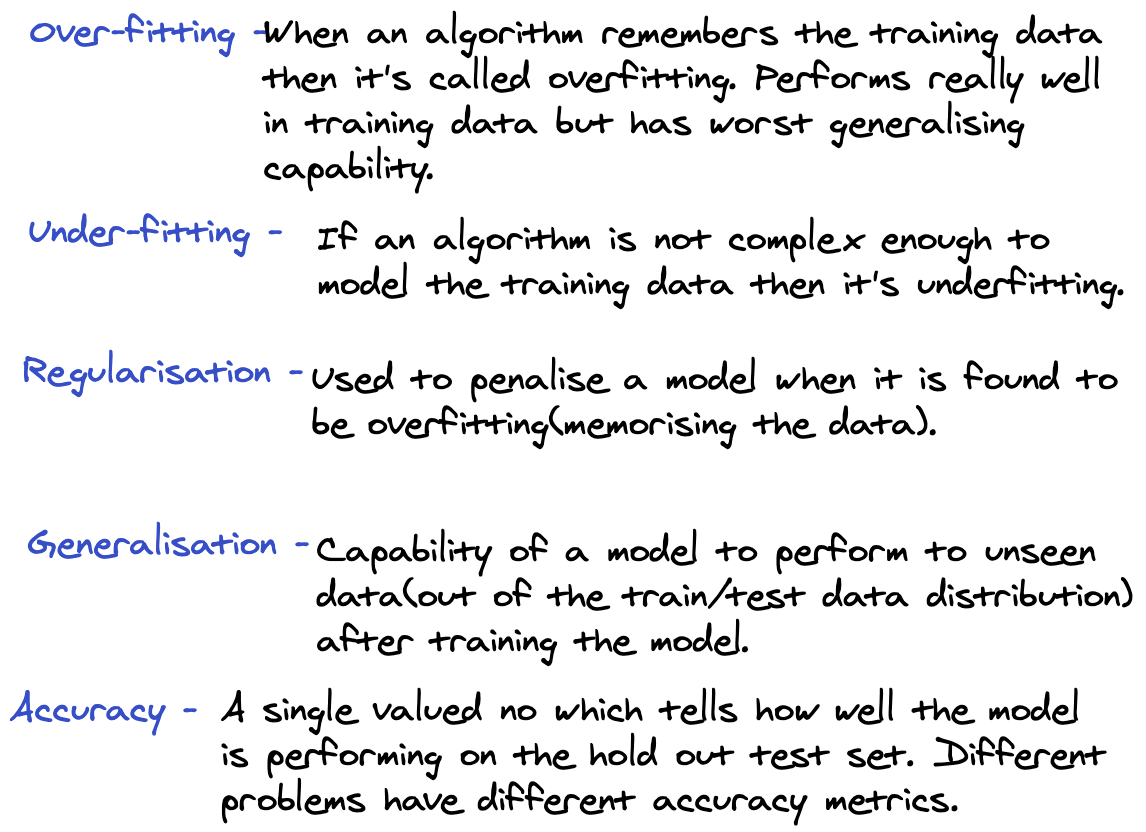 Over-fitting - When an algorithm remembers the training data
then it's called overfitting. Performs really well
in training data but has worst generalising
capability.
Under-fitting - If an algorithm is not complex enough to
model the training data then it's underfitting.
Regularisation - Used to penalise a model when it is found to
be overfitting(memorising the data).
Generalisation - Capability of a model to perform to unseen
data(out of the train/test data distribution)
after training the model.
Accuracy - A single valued no which tells how well the model
is performing on the hold out test set. Different
problems have different accuracy metrics.